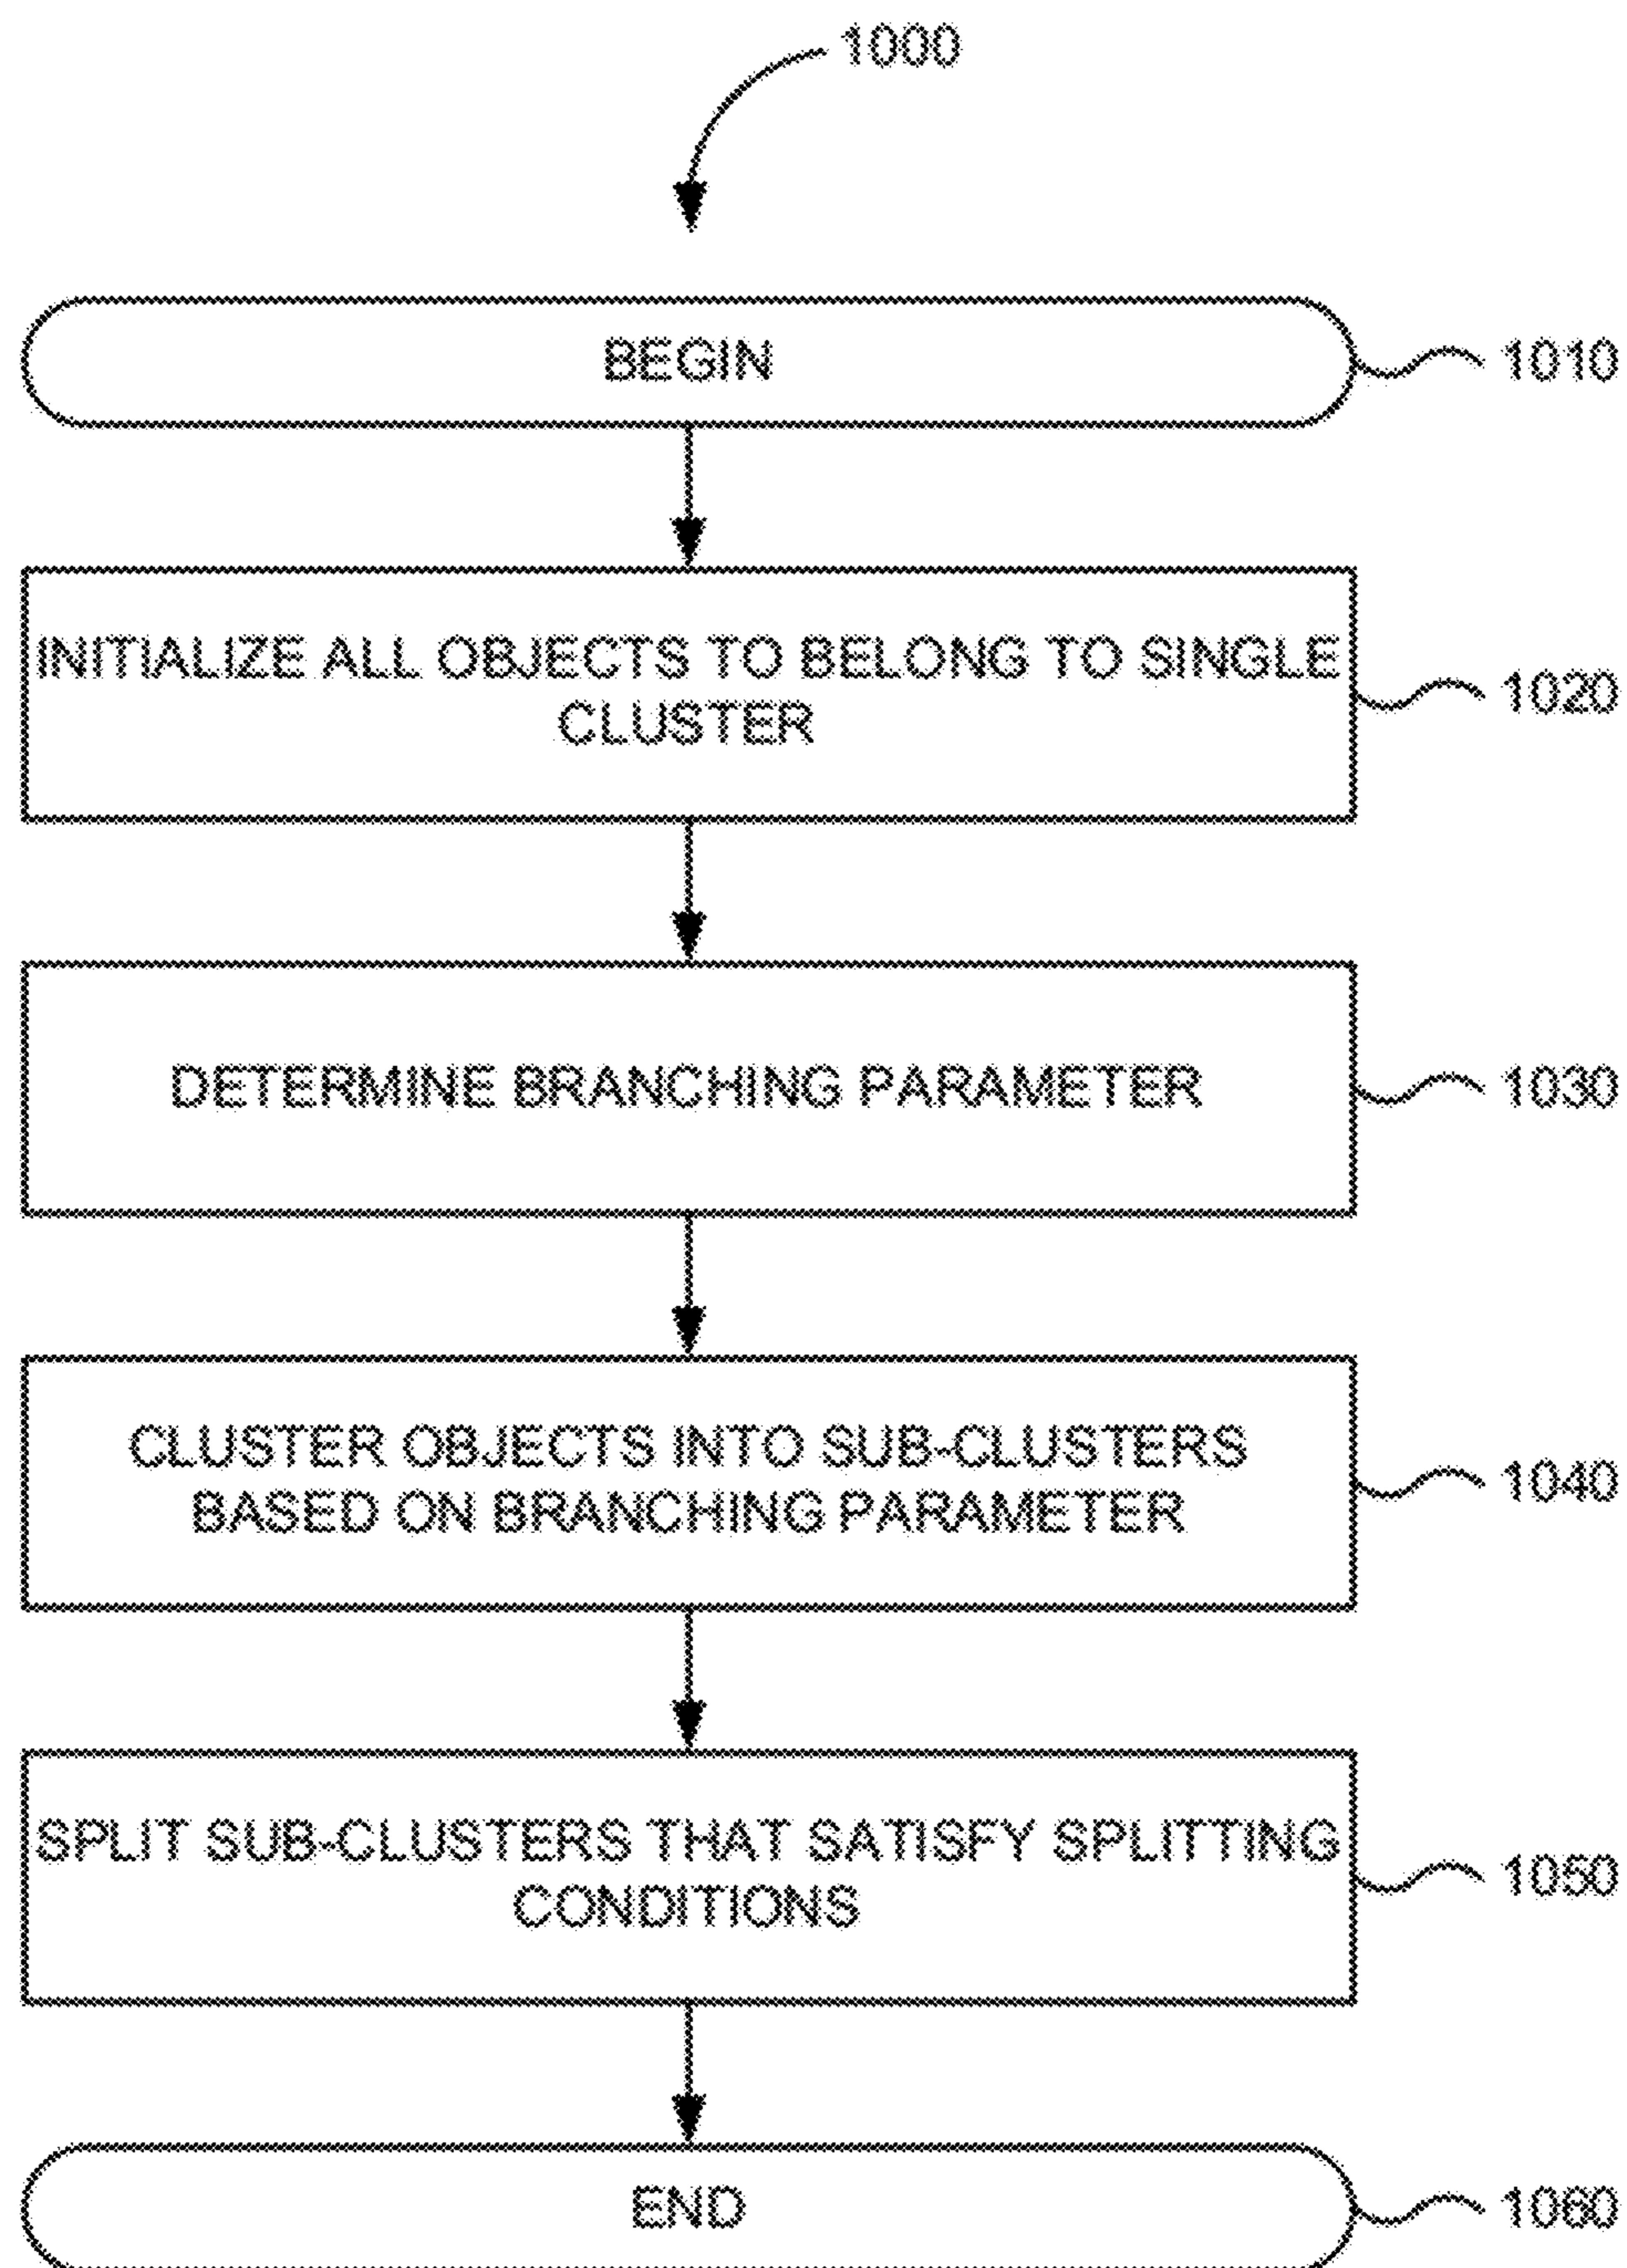 1000
BEGIN
1010
INITIALIZE ALL OBJECTS TO BELONG TO SINGLE
CLUSTER
1020
DETERMINE BRANCHING PARAMETER
1030
CLUSTER OBJECTS INTO SUB-CLUSTERS
BASED ON BRANCHING PARAMETER
1040
SPLIT SUB-CLUSTERS THAT SATISFY SPLITTING
CONDITIONS
1050
END
1060